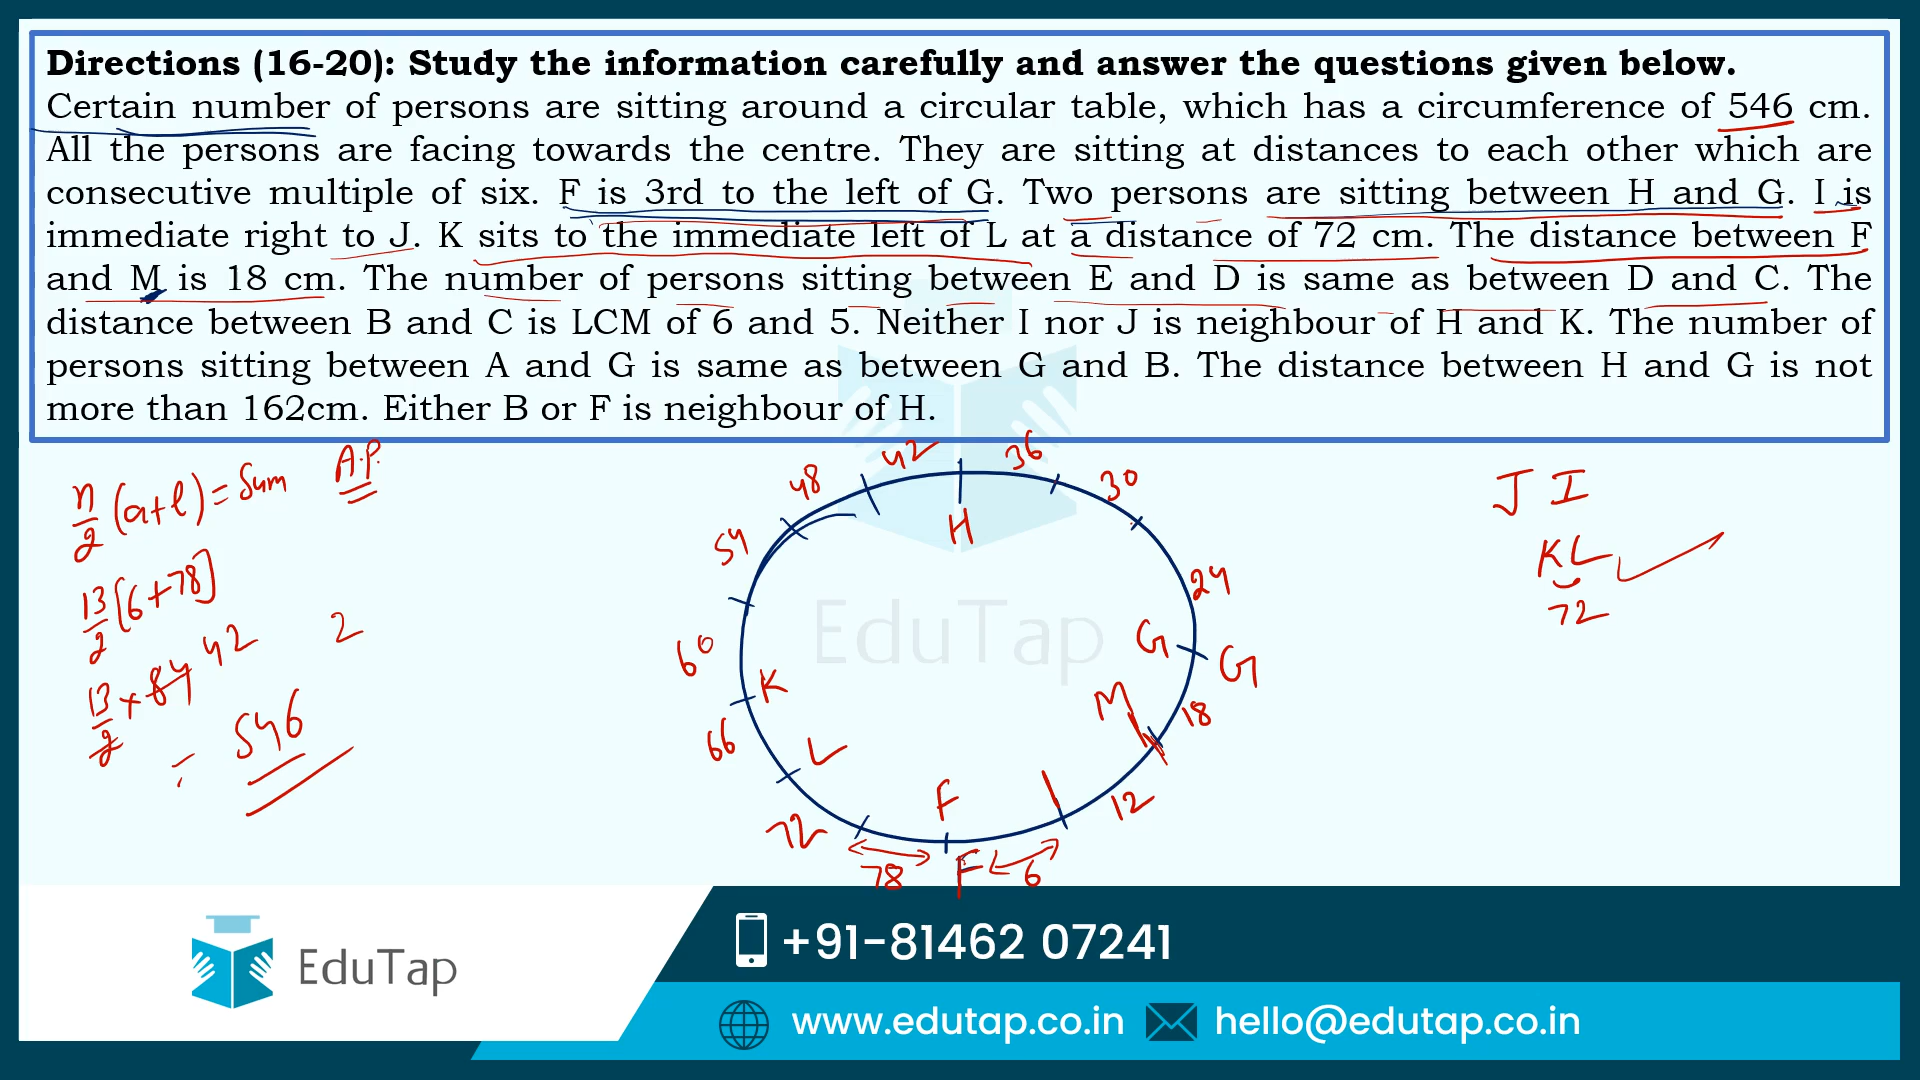 Directions (16-20): Study the information carefully and answer the questions given below.
Certain number of persons are sitting around a circular table, which has a circumference of 546 cm.
All the persons are facing towards the centre. They are sitting at distances to each other which are
consecutive multiple of six. F is 3rd to the left of G. Two persons are sitting between H and G. I is
immediate right to J. K sits to the immediate left of L at a distance of 72 cm. The distance between F
and M is 18 cm. The number of persons sitting between E and D is same as between D and C. The
distance between B and C is LCM of 6 and 5. Neither I nor J is neighbour of H and K. The number of
persons sitting between A and G is same as between G and B. The distance between H and G is not
more than 162cm. Either B or F is neighbour of H.
n/2 (a+l) = Sum A.P.
13/2 [6+78]
13/2 × 84 42 2
= 546
42 36
48 30
54 H
24
60 G G
K M 18
66 L
F 12
72
78 F 6
J I
K L
72
EduTap
EduTap
+91-81462 07241
www.edutap.co.in hello@edutap.co.in